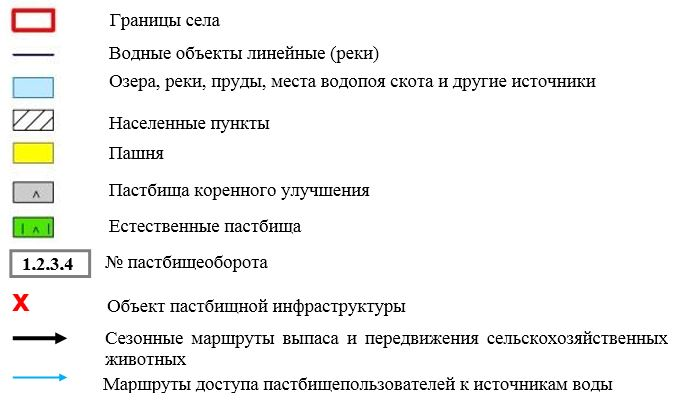 Границы села
Водные объекты линейные (реки)
Озера, реки, пруды, места водопоя скота и другие источники
Населенные пункты
Пашня
Пастбища коренного улучшения
Естественные пастбища
1.2.3.4 № пастбищеоборота
X Объект пастбищной инфраструктуры
Сезонные маршруты выпаса и передвижения сельскохозяйственных
животных
Маршруты доступа пастбищепользователей к источникам воды